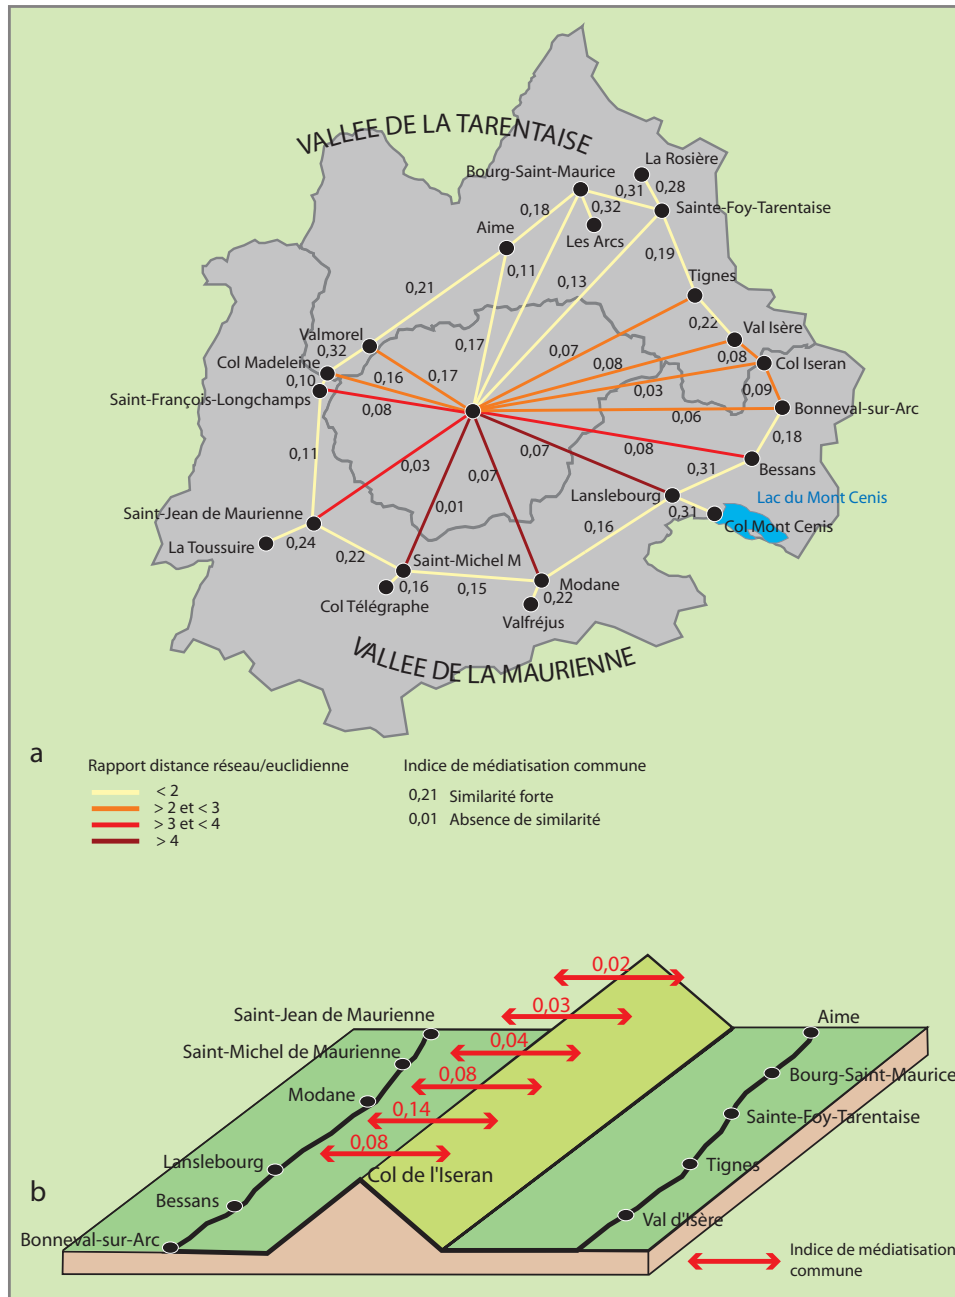 VALLEE DE LA TARENTAISE
La Rosière
Bourg-Saint-Maurice
0,31
0,28
0,32
Sainte-Foy-Tarentaise
0,18
Aime
Les Arcs
0,19
0,11
0,13
Tignes
0,21
0,22
Val Isère
Valmorel
0,17
0,07
0,32
0,08
0,08
Col Madeleine
Col Iseran
0,10
0,16
0,17
0,03
0,09
Saint-François-Longchamps
0,08
0,06
Bonneval-sur-Arc
0,18
0,11
0,07
0,08
0,03
0,07
0,31
Bessans
Lanslebourg
Lac du Mont Cenis
0,01
0,31
Saint-Jean de Maurienne
0,16
Col Mont Cenis
La Toussuire
0,24
0,22
Saint-Michel M
0,16
0,15
Modane
Col Télégraphe
0,22
Valfréjus
VALLEE DE LA MAURIENNE
a
Rapport distance réseau/euclidienne
< 2
> 2 et < 3
> 3 et < 4
> 4
Indice de médiatisation commune
0,21 Similarité forte
0,01 Absence de similarité
0,02
0,03
Saint-Jean de Maurienne
Aime
0,04
Saint-Michel de Maurienne
0,08
Bourg-Saint-Maurice
Modane
0,14
Sainte-Foy-Tarentaise
0,08
Lanslebourg
Col de l'Iseran
Tignes
b
Bessans
Val d'Isère
Bonneval-sur-Arc
Indice de médiatisation
commune